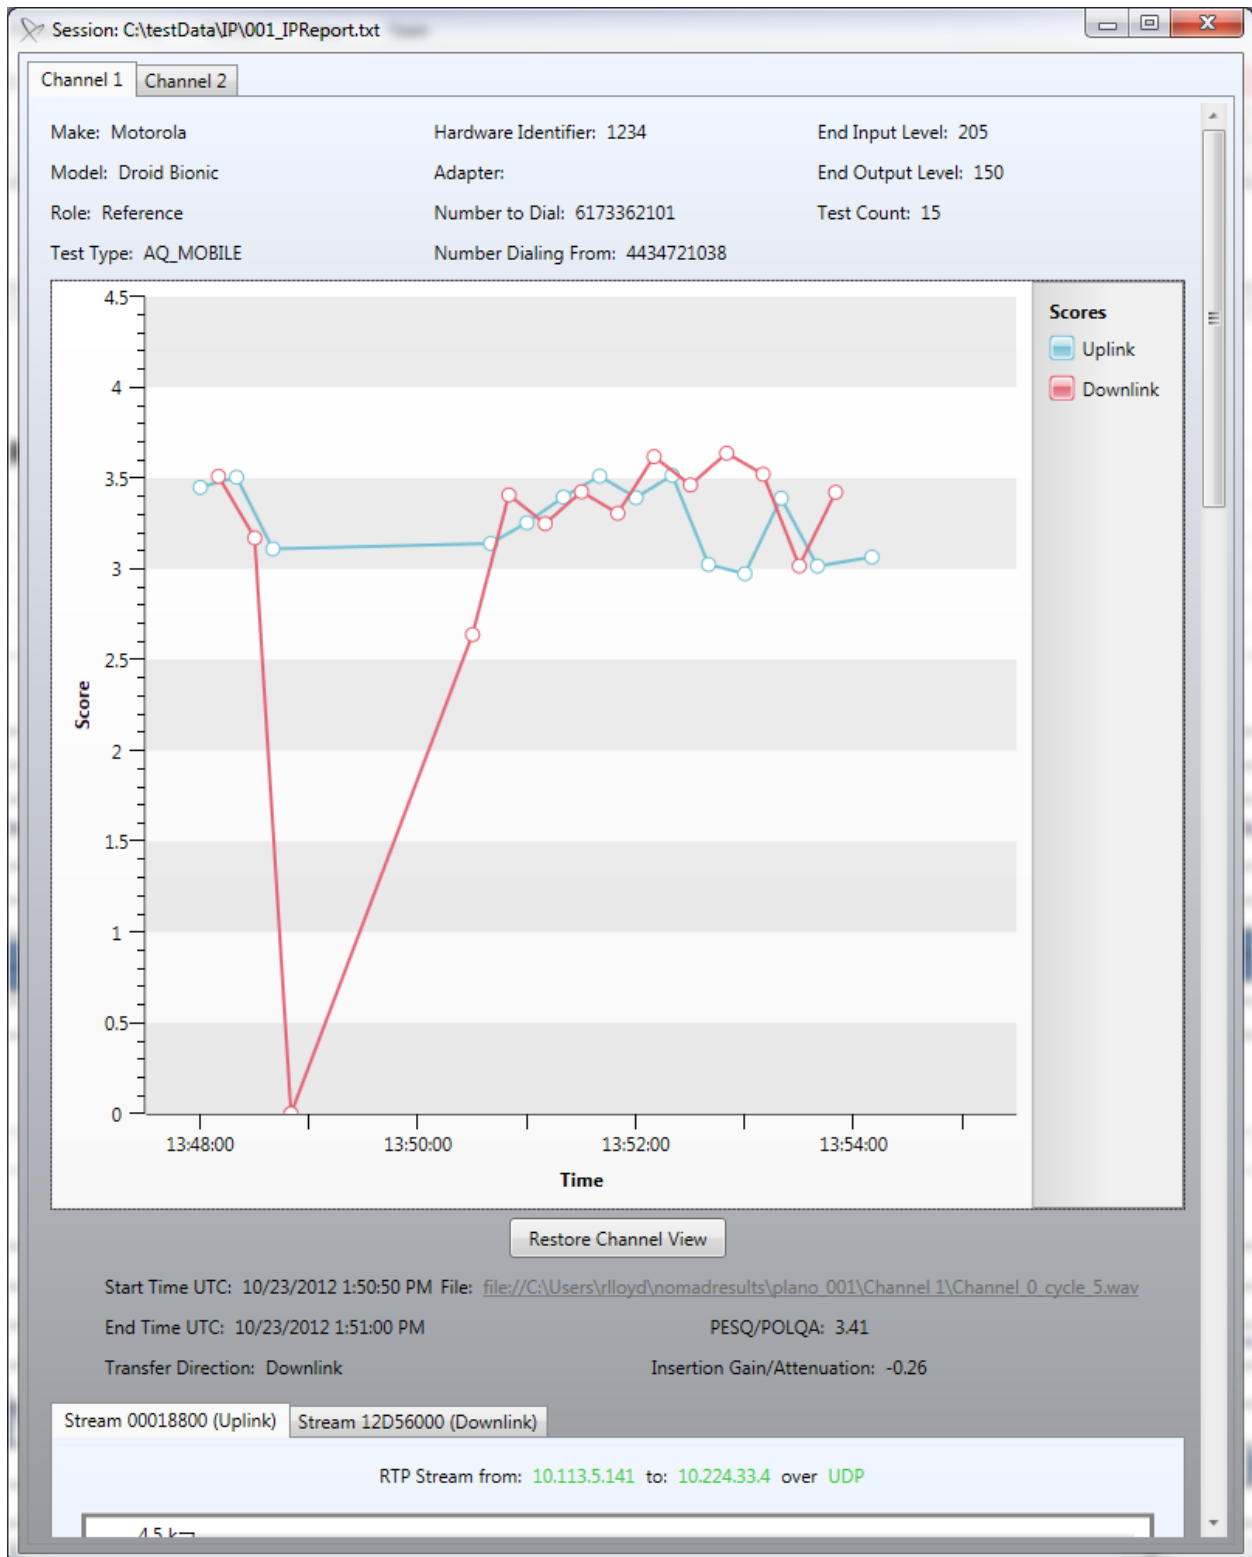 Session: C:\testData\IP\001_IPReport.txt
Channel 1 Channel 2
Make: Motorola Hardware Identifier: 1234 End Input Level: 205
Model: Droid Bionic Adapter: End Output Level: 150
Role: Reference Number to Dial: 6173362101 Test Count: 15
Test Type: AQ_MOBILE Number Dialing From: 4434721038
4.5
4
3.5
3
2.5
2
1.5
1
0.5
0
Score
13:48:00 13:50:00 13:52:00 13:54:00
Time
Scores
Uplink
Downlink
Restore Channel View
Start Time UTC: 10/23/2012 1:50:50 PM File: file://C:\Users\rlloyd\nomadresults\plano_001\Channel 1\Channel_0_cycle_5.wav
End Time UTC: 10/23/2012 1:51:00 PM PESQ/POLQA: 3.41
Transfer Direction: Downlink Insertion Gain/Attenuation: -0.26
Stream 00018800 (Uplink) Stream 12D56000 (Downlink)
RTP Stream from: 10.113.5.141 to: 10.224.33.4 over UDP
4.5 k